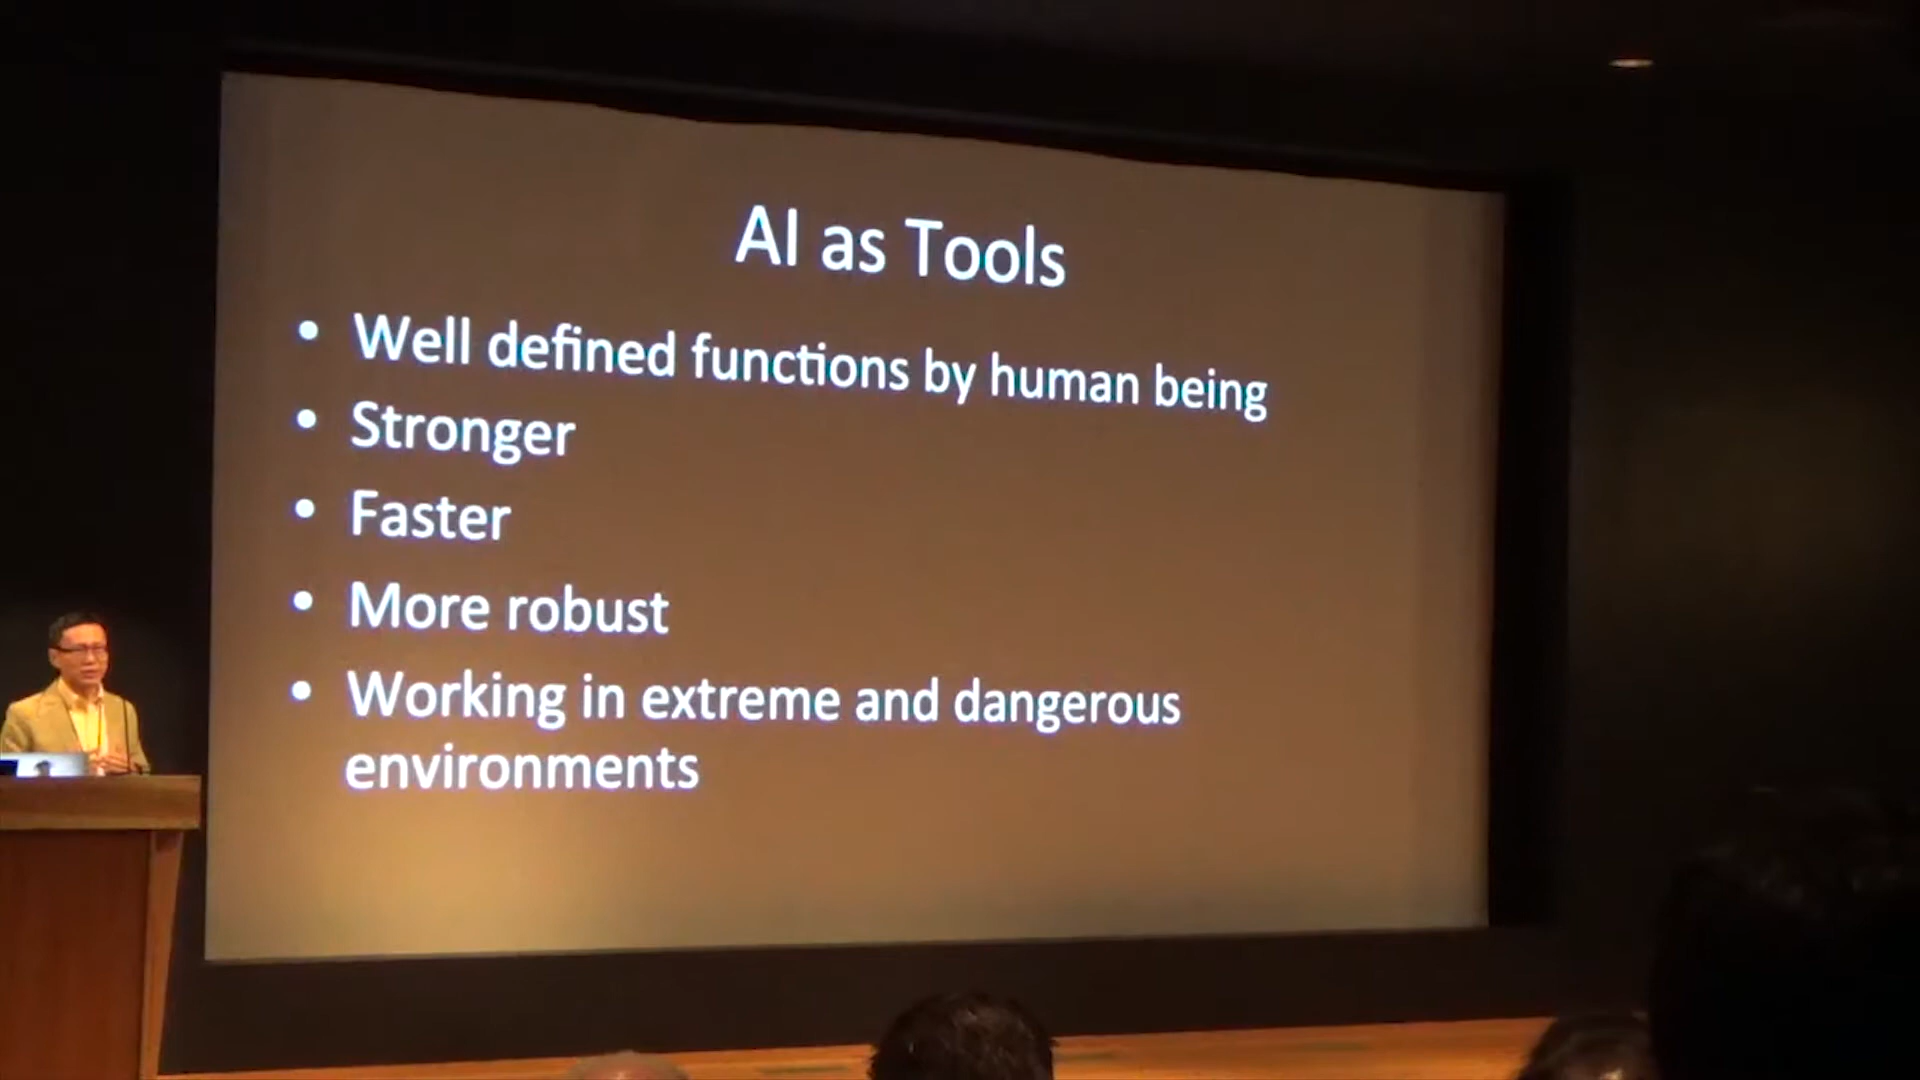 AI as Tools
• Well defined functions by human being
• Stronger
• Faster
• More robust
• Working in extreme and dangerous
environments